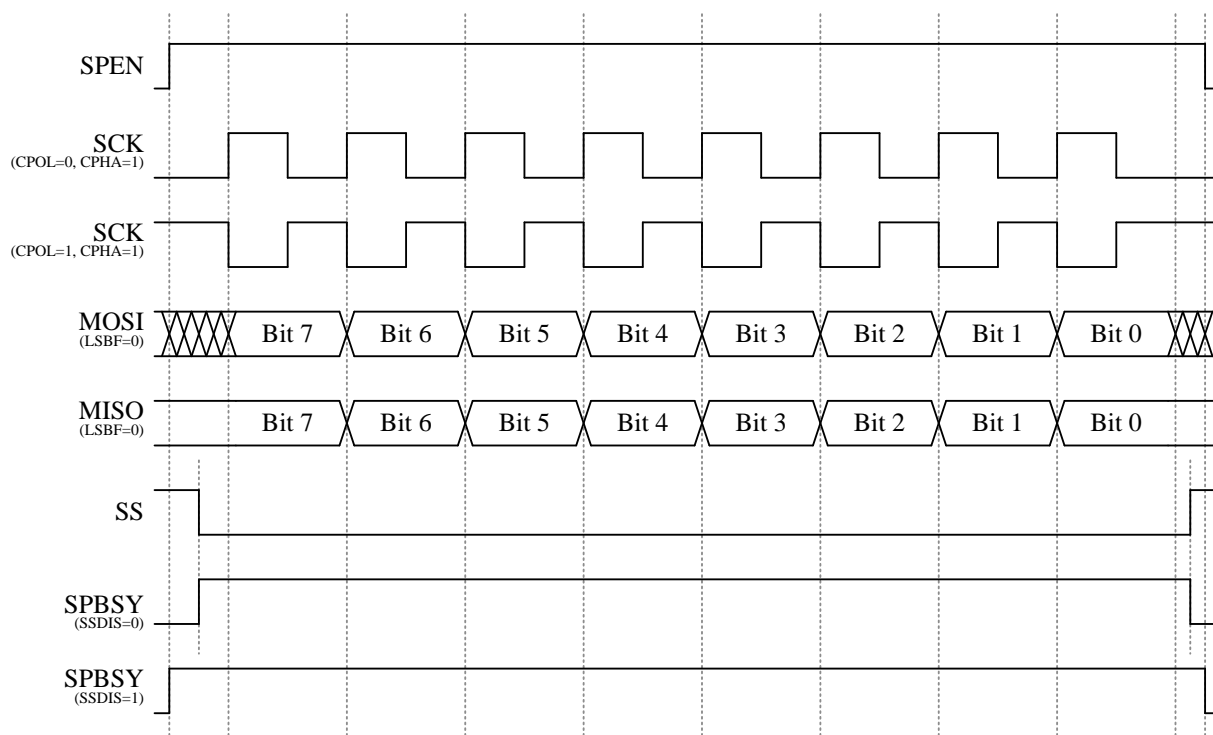 SPEN
SCK
(CPOL=0, CPHA=1)
SCK
(CPOL=1, CPHA=1)
MOSI
(LSBF=0)
Bit 7 Bit 6 Bit 5 Bit 4 Bit 3 Bit 2 Bit 1 Bit 0
MISO
(LSBF=0)
Bit 7 Bit 6 Bit 5 Bit 4 Bit 3 Bit 2 Bit 1 Bit 0
SS
SPBSY
(SSDIS=0)
SPBSY
(SSDIS=1)